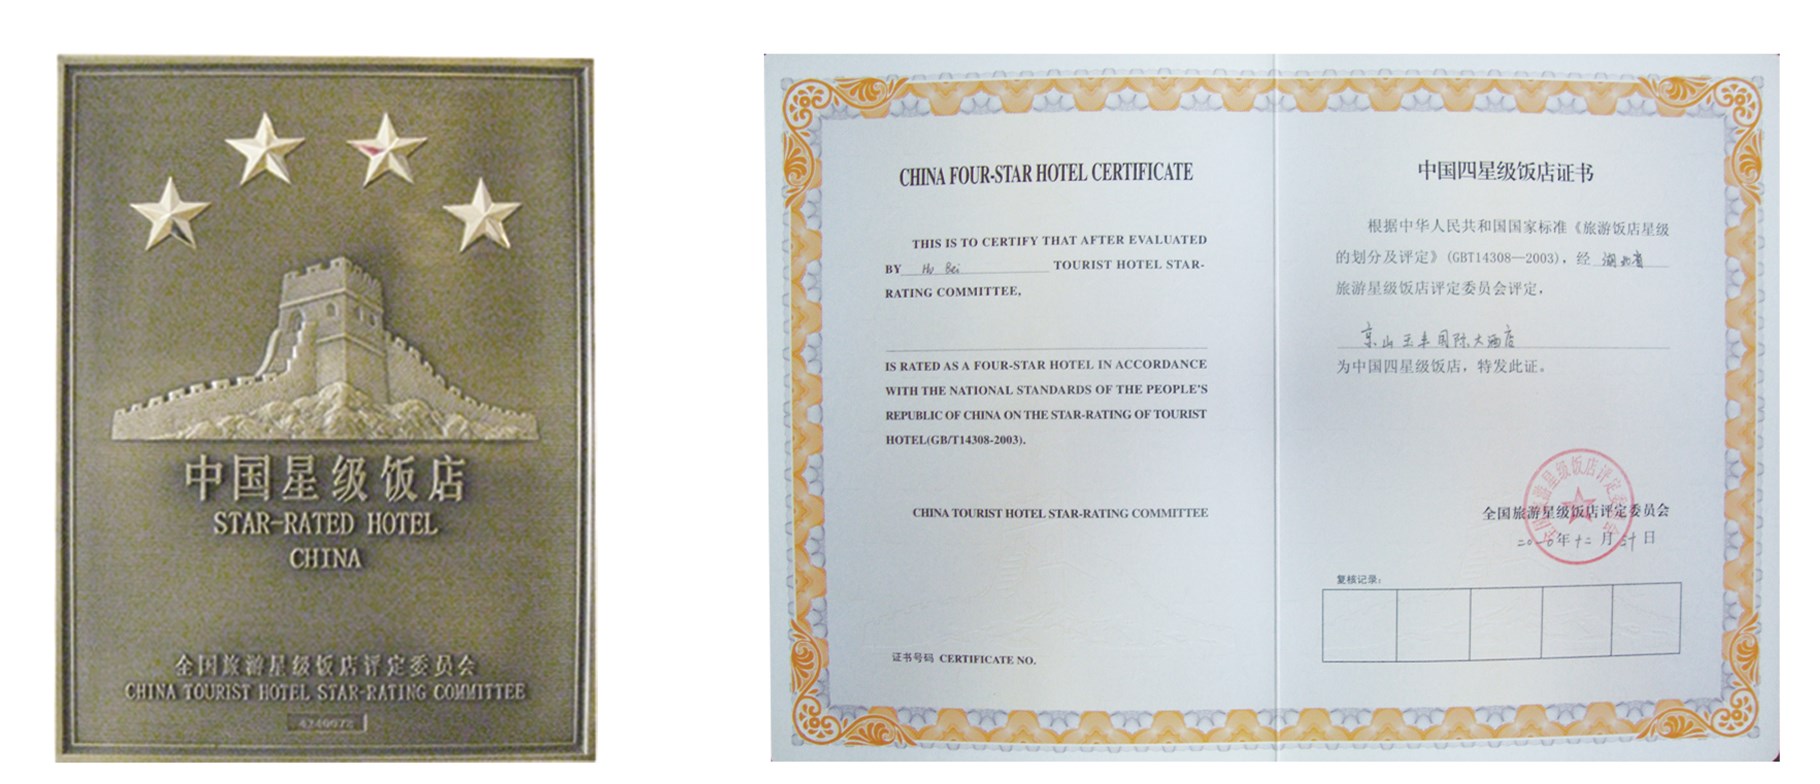 中国星级饭店
STAR-RATED HOTEL
CHINA
全国旅游星级饭店评定委员会
CHINA TOURIST HOTEL STAR-RATING COMMITTEE
CHINA FOUR-STAR HOTEL CERTIFICATE
THIS IS TO CERTIFY THAT AFTER EVALUATED
BY Hu Bei TOURIST HOTEL STAR-
RATING COMMITTEE,
IS RATED AS A FOUR-STAR HOTEL IN ACCORDANCE
WITH THE NATIONAL STANDARDS OF THE PEOPLE'S
REPUBLIC OF CHINA ON THE STAR-RATING OF TOURIST
HOTEL(GB/T14308-2003).
CHINA TOURIST HOTEL STAR-RATING COMMITTEE
证书号码 CERTIFICATE NO.
中国四星级饭店证书
根据中华人民共和国国家标准《旅游饭店星级
的划分及评定》(GBT14308—2003)，经 湖北省
旅游星级饭店评定委员会评定，
京山玉丰国际大酒店
为中国四星级饭店，特发此证。
全国旅游星级饭店评定委员会
年十二月 日
复核记录：